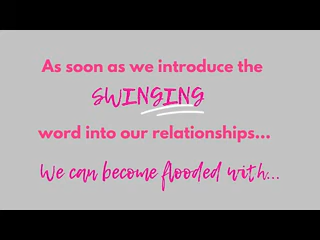 As soon as we introduce the
SWINGING
word into our relationships...
We can become flooded with...